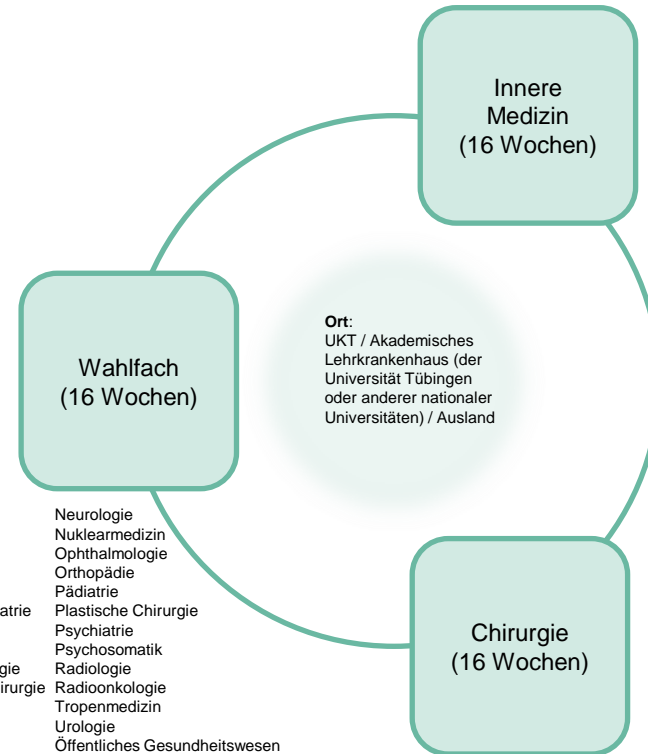 Innere
Medizin
(16 Wochen)
Ort:
UKT / Akademisches
Lehrkrankenhaus (der
Universität Tübingen
oder anderer nationaler
Universitäten) / Ausland
Wahlfach
(16 Wochen)
Neurologie
Nuklearmedizin
Ophthalmologie
Orthopädie
Pädiatrie
Plastische Chirurgie
Psychiatrie
Psychosomatik
Radiologie
Radioonkologie
Tropenmedizin
Urologie
Öffentliches Gesundheitswesen
Chirurgie
(16 Wochen)